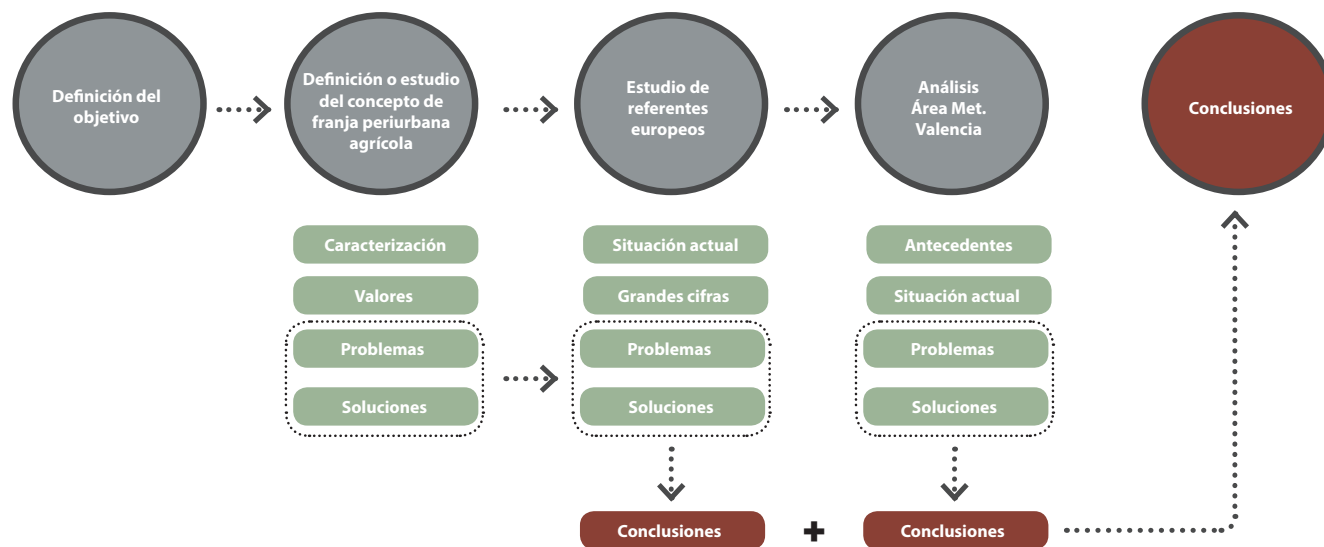 Definición del
objetivo
Definición o estudio
del concepto de
franja periurbana
agrícola
Estudio de
referentes
europeos
Análisis
Área Met.
Valencia
Conclusiones
Caracterización
Valores
Problemas
Soluciones
Situación actual
Grandes cifras
Problemas
Soluciones
Antecedentes
Situación actual
Problemas
Soluciones
Conclusiones
+
Conclusiones